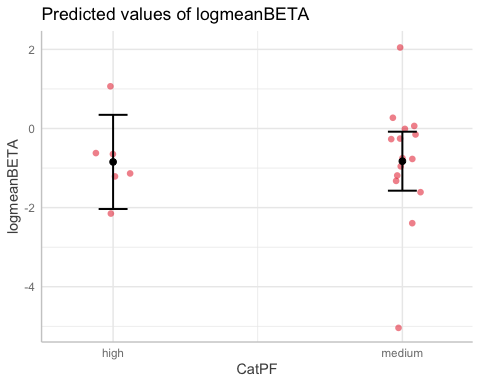 Predicted values of logmeanBETA
2
0
-2
-4
logmeanBETA
high
medium
CatPF